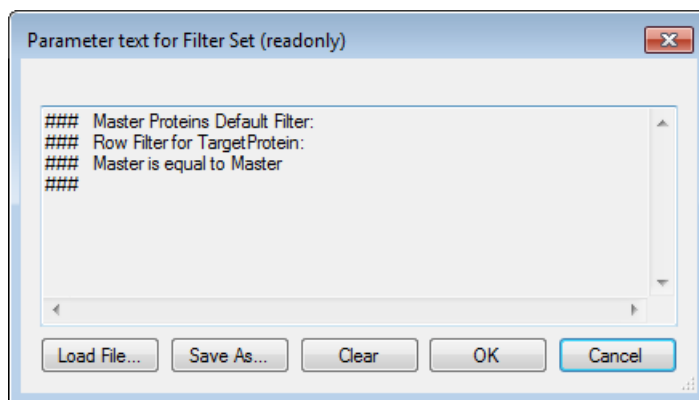 Parameter text for Filter Set (readonly)
### Master Proteins Default Filter:
### Row Filter for TargetProtein:
### Master is equal to Master
###
Load File... Save As... Clear OK Cancel